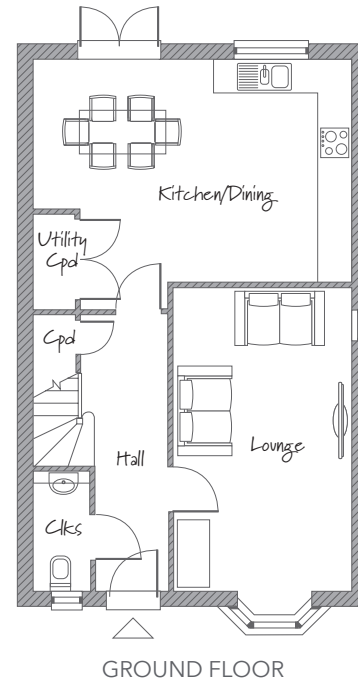 Kitchen/Dining
Utility
Cpd
Cpd
Hall
Lounge
Clks
GROUND FLOOR